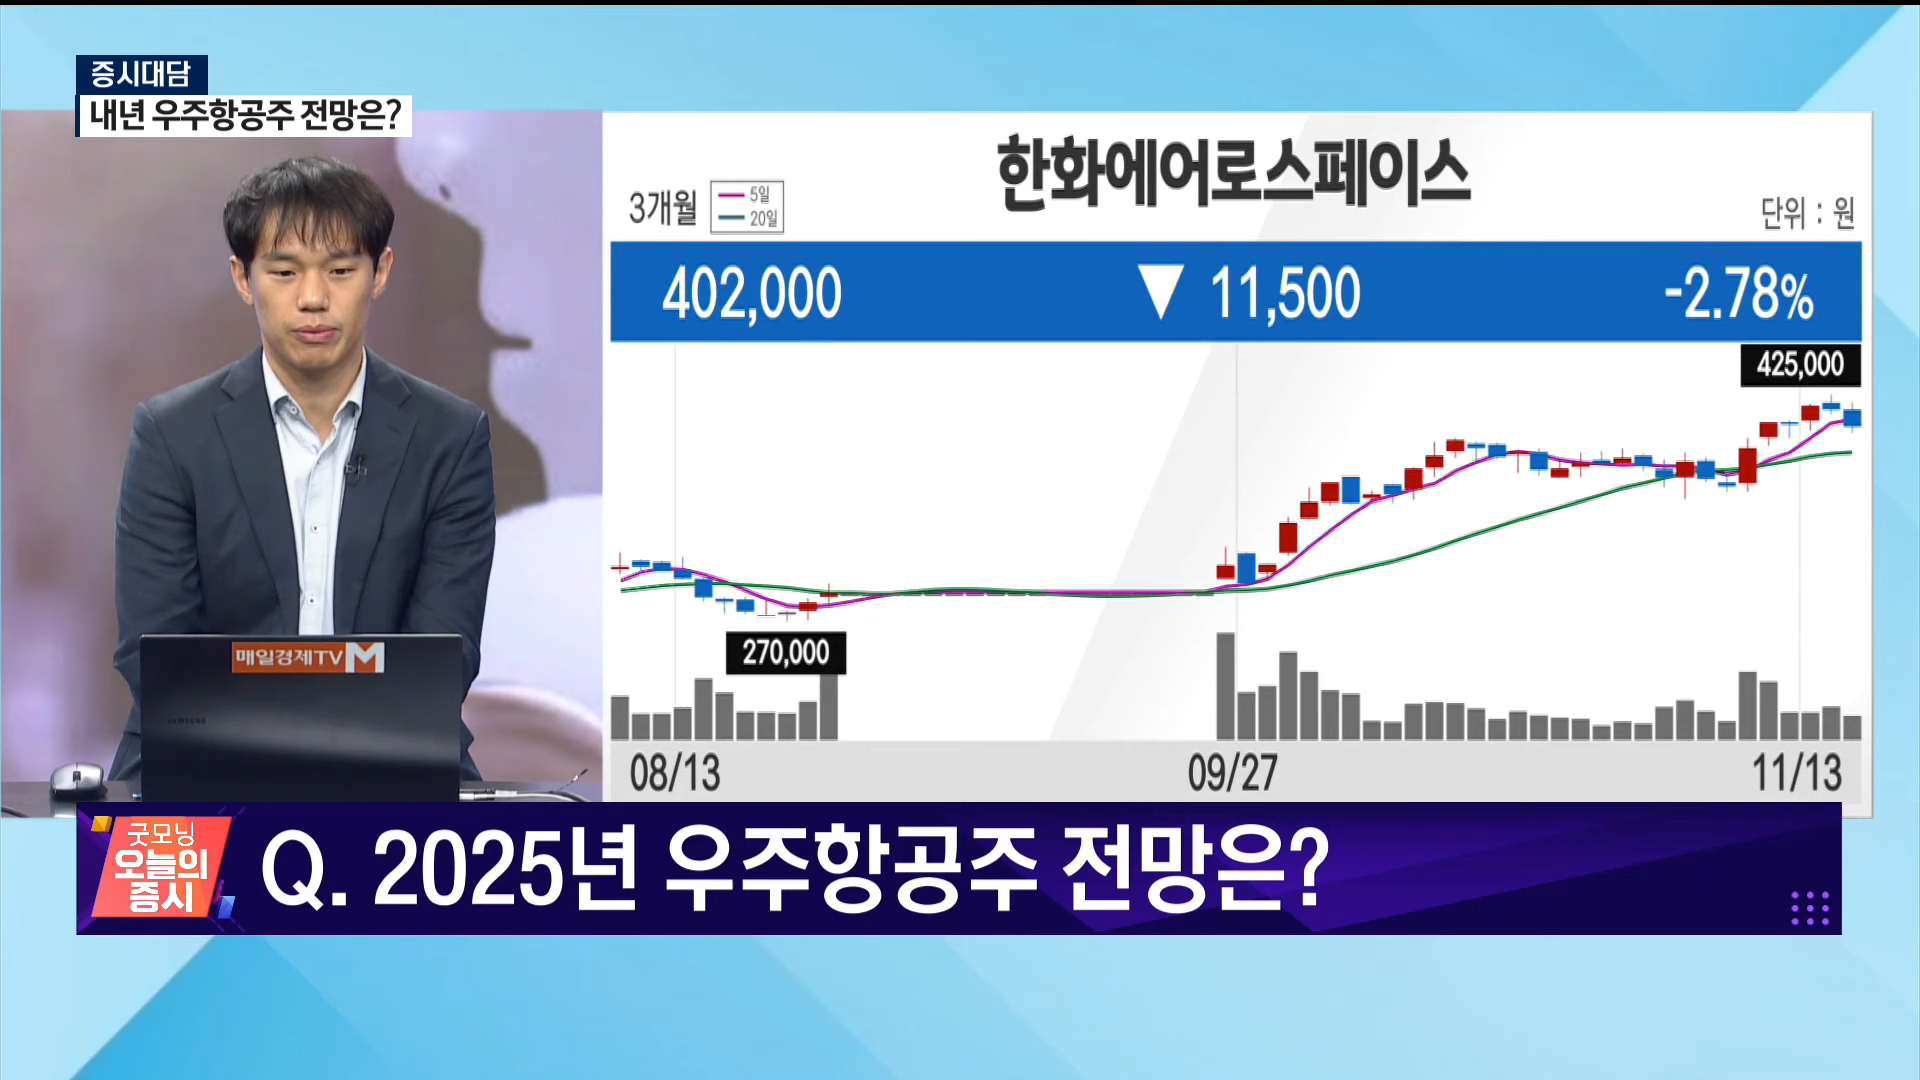 증시대담
내년 우주항공주 전망은?
한화에어로스페이스
3개월
5일
20일
단위 : 원
402,000 ▼ 11,500 -2.78%
425,000
270,000
08/13 09/27 11/13
매일경제TV M
SAMSUNG
굿모닝
오늘의
증시
Q. 2025년 우주항공주 전망은?